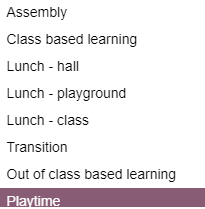 Assembly
Class based learning
Lunch - hall
Lunch - playground
Lunch - class
Transition
Out of class based learning
Playtime